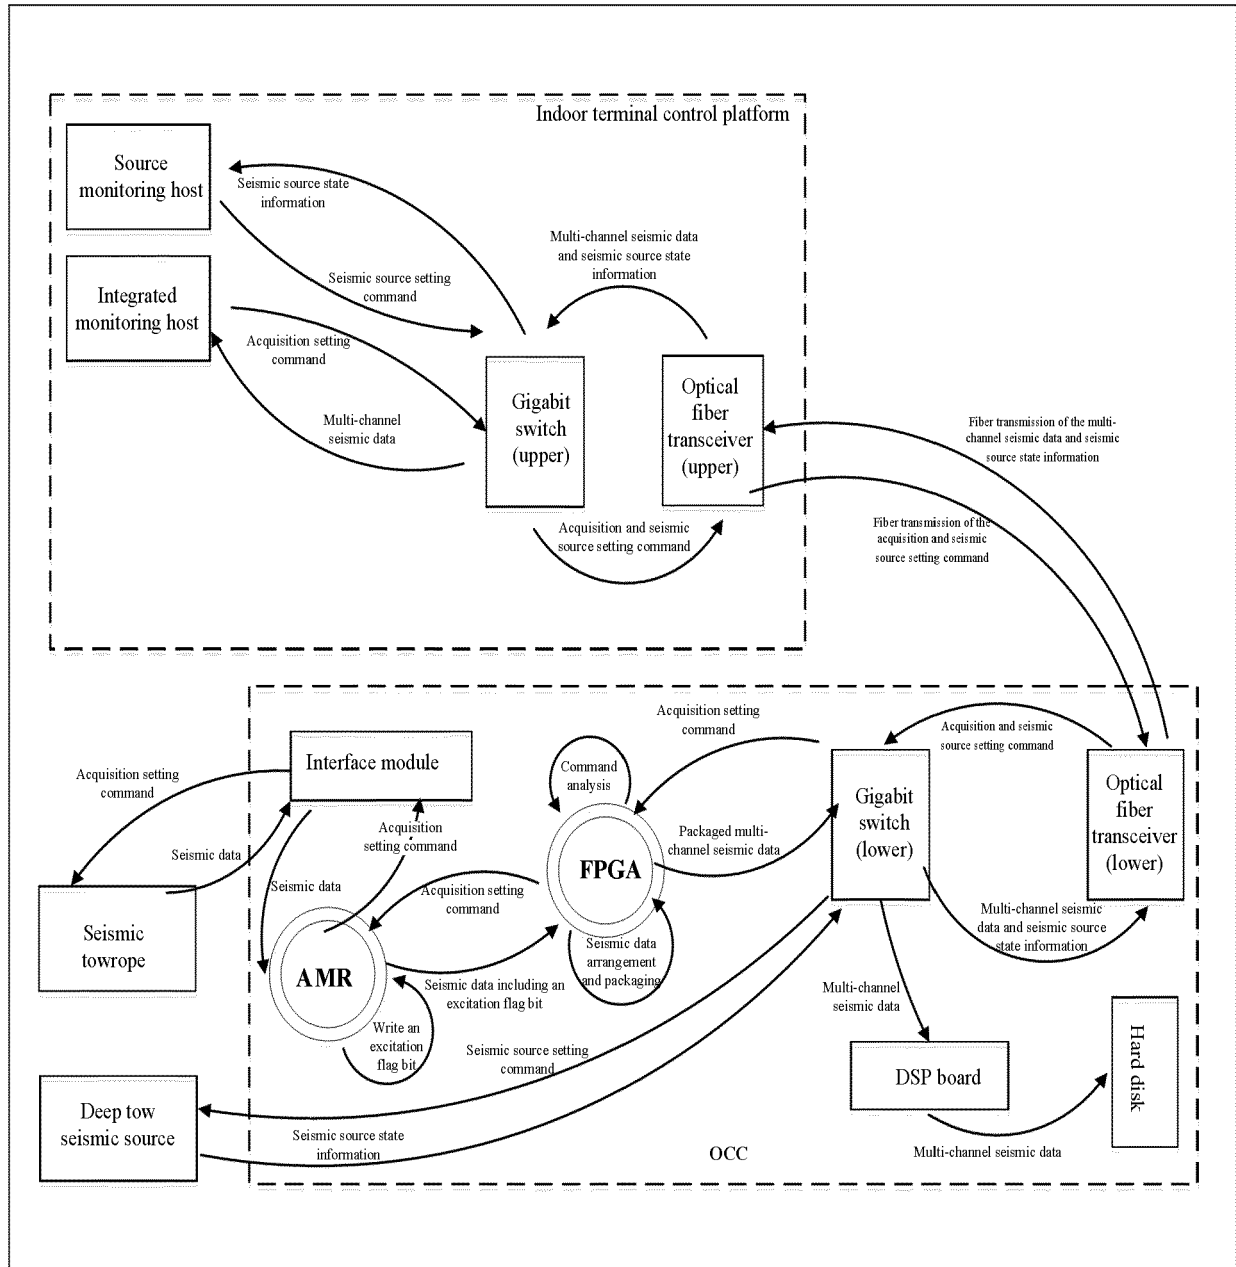 Indoor terminal control platform
Source
monitoring host
Seismic source state
information
Seismic source setting
command
Integrated
monitoring host
Acquisition setting
command
Multi-channel
seismic data
Multi-channel seismic data
and seismic source state
information
Gigabit
switch
(upper)
Optical
fiber
transceiver
(upper)
Acquisition and seismic
source setting command
Fiber transmission of the multi-
channel seismic data and seismic
source state information
Fiber transmission of the
acquisition and seismic
source setting command
Interface module
Acquisition setting
command
Seismic data
Seismic data
Acquisition
setting command
Command
analysis
Acquisition setting
command
Packaged multi-
channel seismic data
FPGA
Acquisition setting
command
Seismic data
arrangement
and packaging
Acquisition and seismic
source setting command
Gigabit
switch
(lower)
Optical
fiber
transceiver
(lower)
Multi-channel seismic
data and seismic source
state information
Seismic
towrope
AMR
Seismic data including an
excitation flag bit
Write an
excitation
flag bit
Seismic source setting
command
Multi-channel
seismic data
DSP board
Hard disk
Multi-channel seismic data
Deep tow
seismic source
Seismic source state
information
OCC